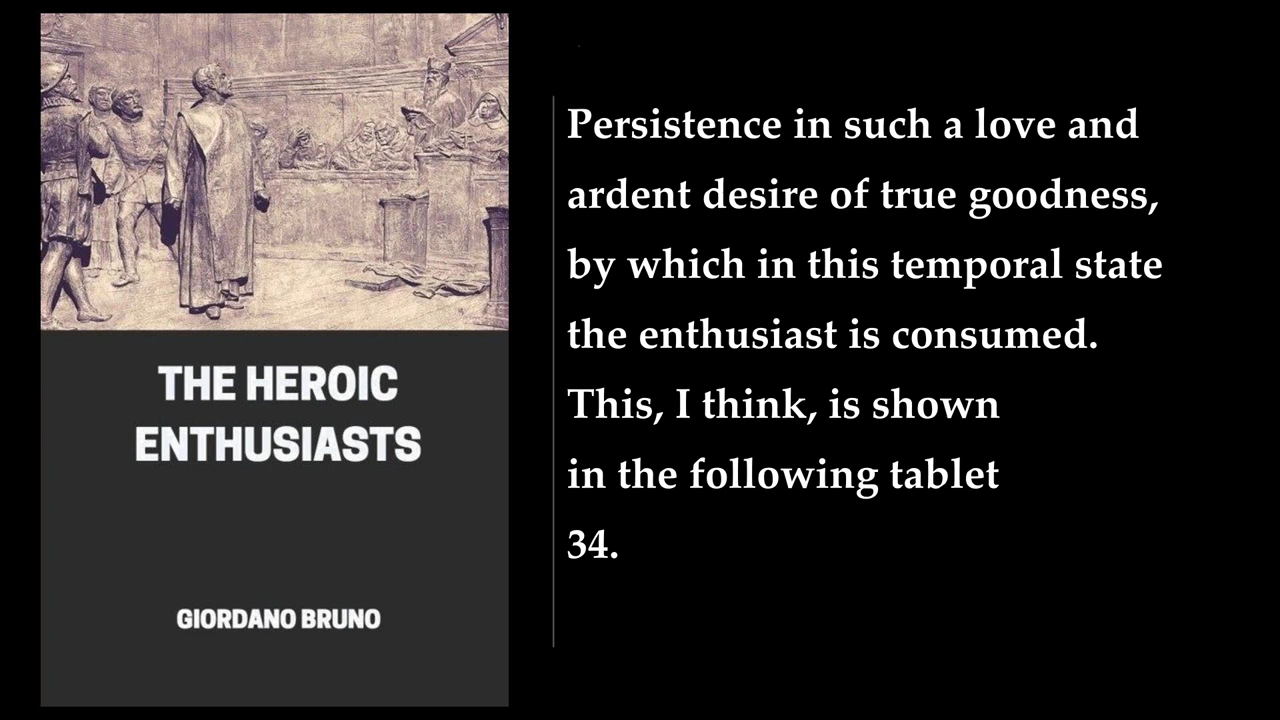 THE HEROIC
ENTHUSIASTS
GIORDANO BRUNO
Persistence in such a love and
ardent desire of true goodness,
by which in this temporal state
the enthusiast is consumed.
This, I think, is shown
in the following tablet
34.